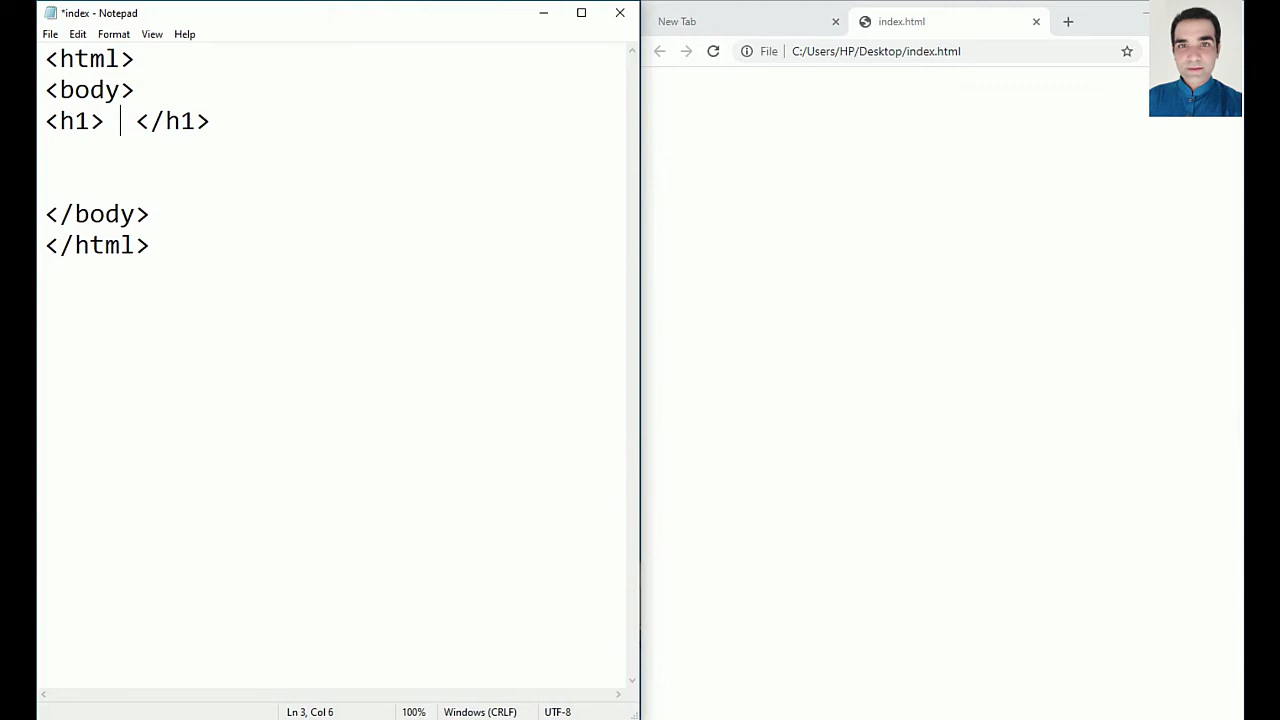 *index - Notepad
File Edit Format View Help
<html>
<body>
<h1> </h1>
</body>
</html>
Ln 3, Col 6 100% Windows (CRLF) UTF-8
New Tab index.html
File C:/Users/HP/Desktop/index.html